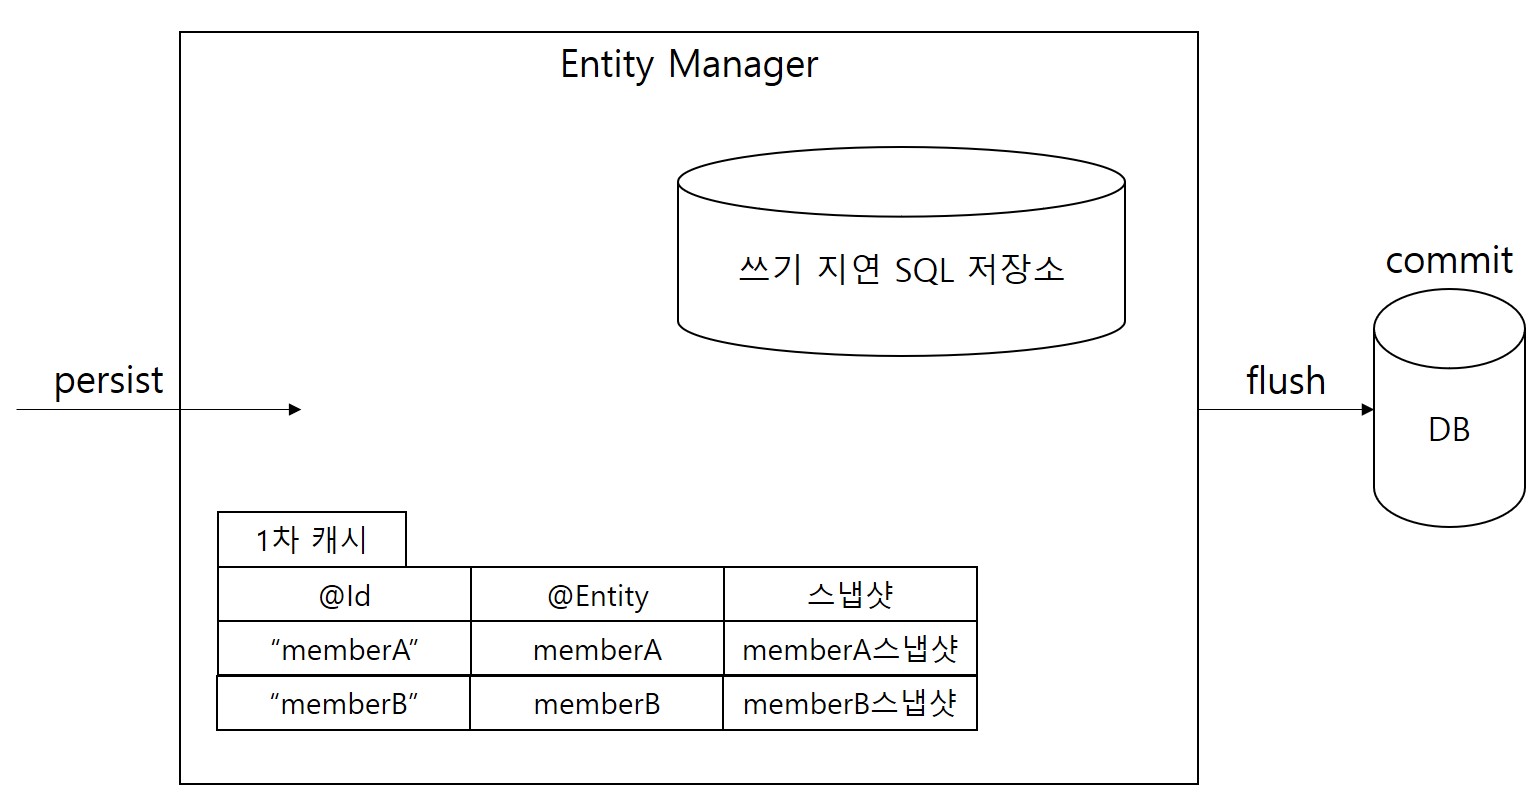 Entity Manager
쓰기 지연 SQL 저장소
commit
persist
flush
DB
1차 캐시
@Id @Entity 스냅샷
“memberA” memberA memberA스냅샷
“memberB” memberB memberB스냅샷